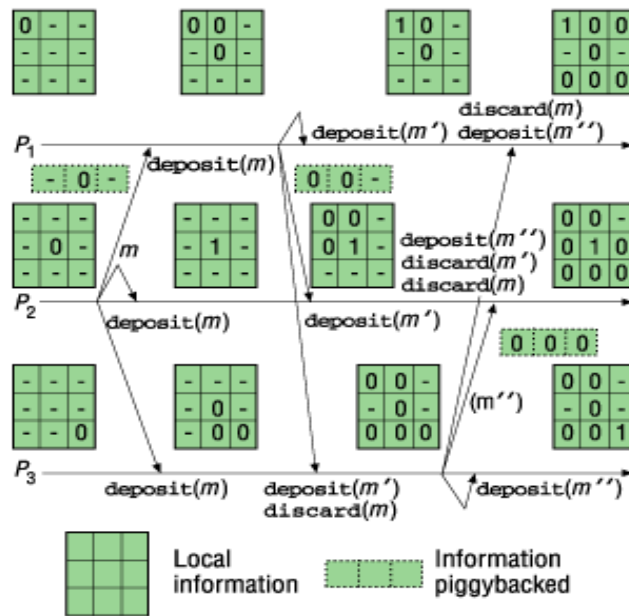 0 - - 0 0 - 1 0 - 1 0 0
- - - - 0 - - 0 - - 0 -
- - - - - - - - - 0 0 0
discard(m)
P1 deposit(m′) deposit(m″)
deposit(m)
- 0 - 0 0 -
- - - - - - 0 0 - 0 0 -
- 0 - - 1 - 0 1 - 0 1 0
- - - - - - - - - 0 0 0
m
deposit(m″)
discard(m′)
discard(m)
P2
deposit(m) deposit(m′)
0 0 0
- - - - - - 0 0 - 0 0 -
- - - - 0 - - 0 - - 0 -
- - 0 - 0 0 0 0 0 0 0 1
(m″)
P3
deposit(m) deposit(m′) deposit(m″)
discard(m)
Local
information
Information
piggybacked